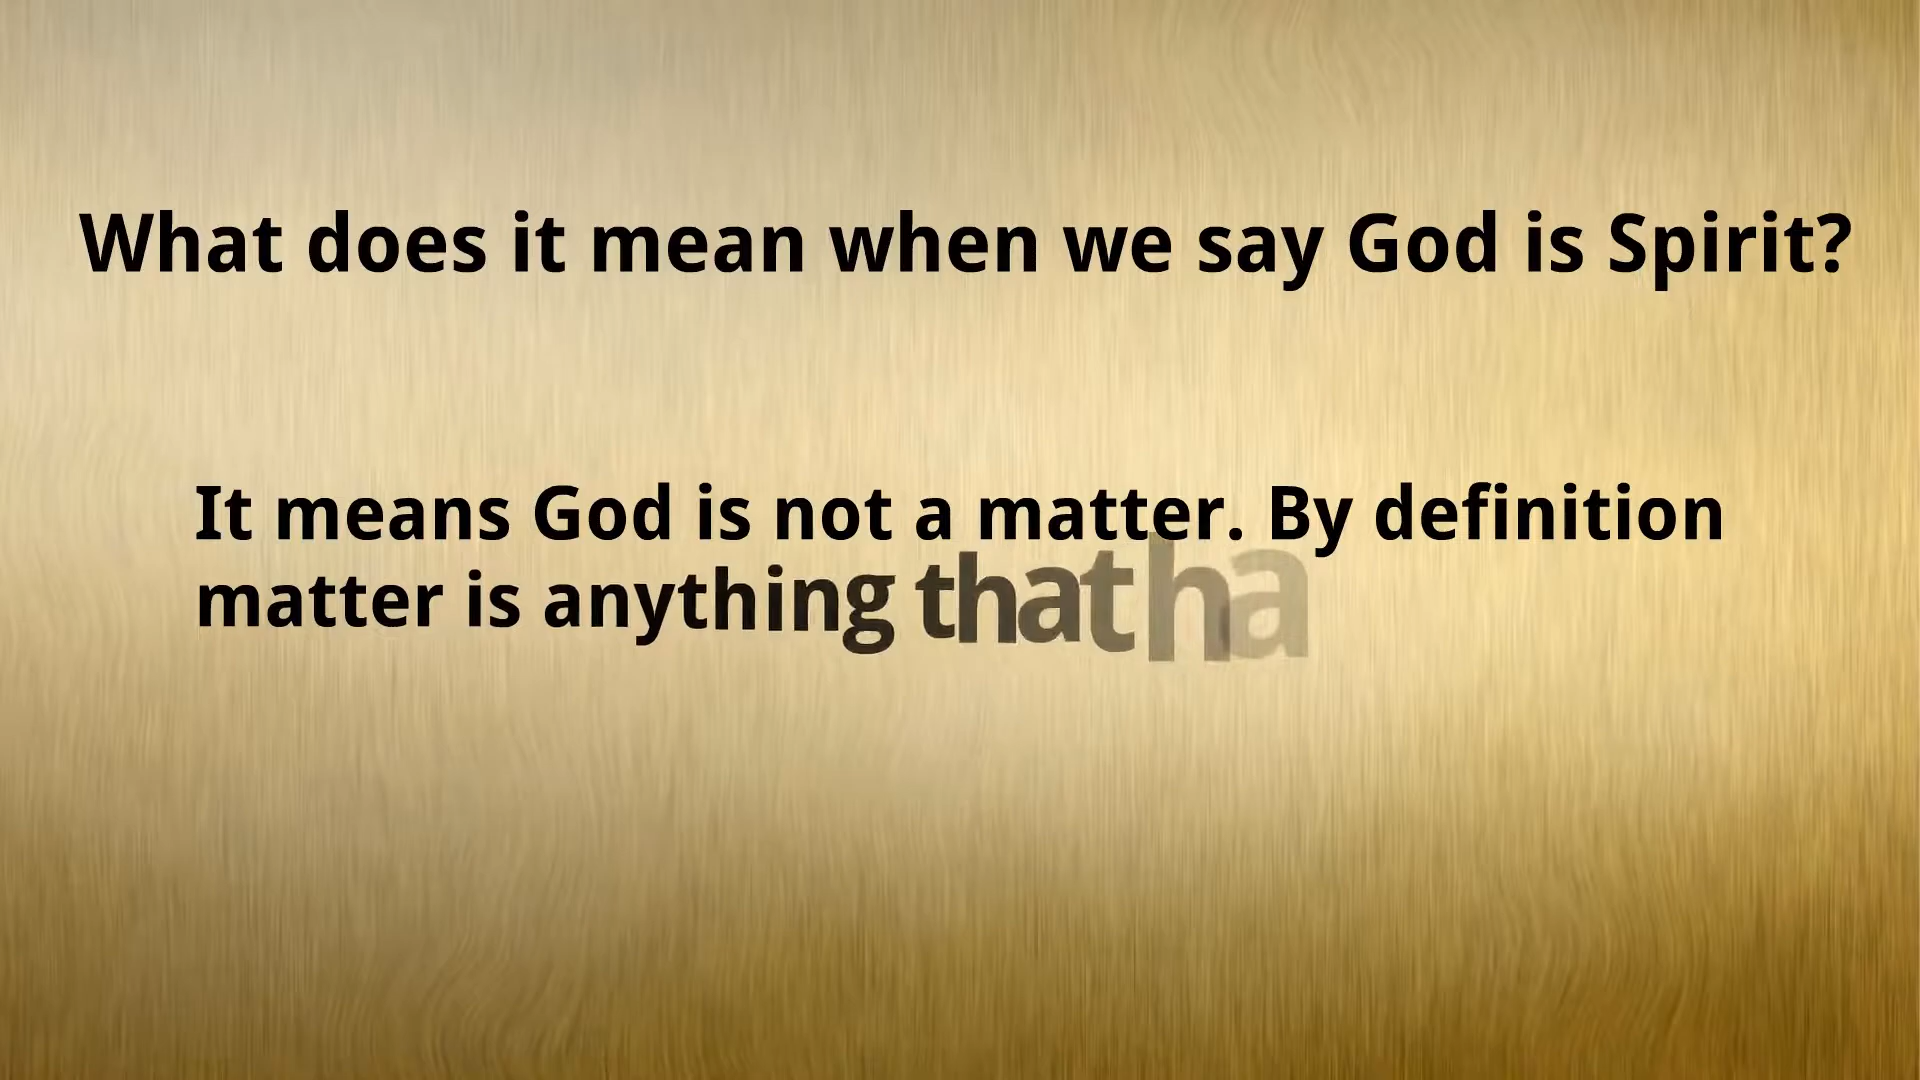 What does it mean when we say God is Spirit?
It means God is not a matter. By definition
matter is anything that ha